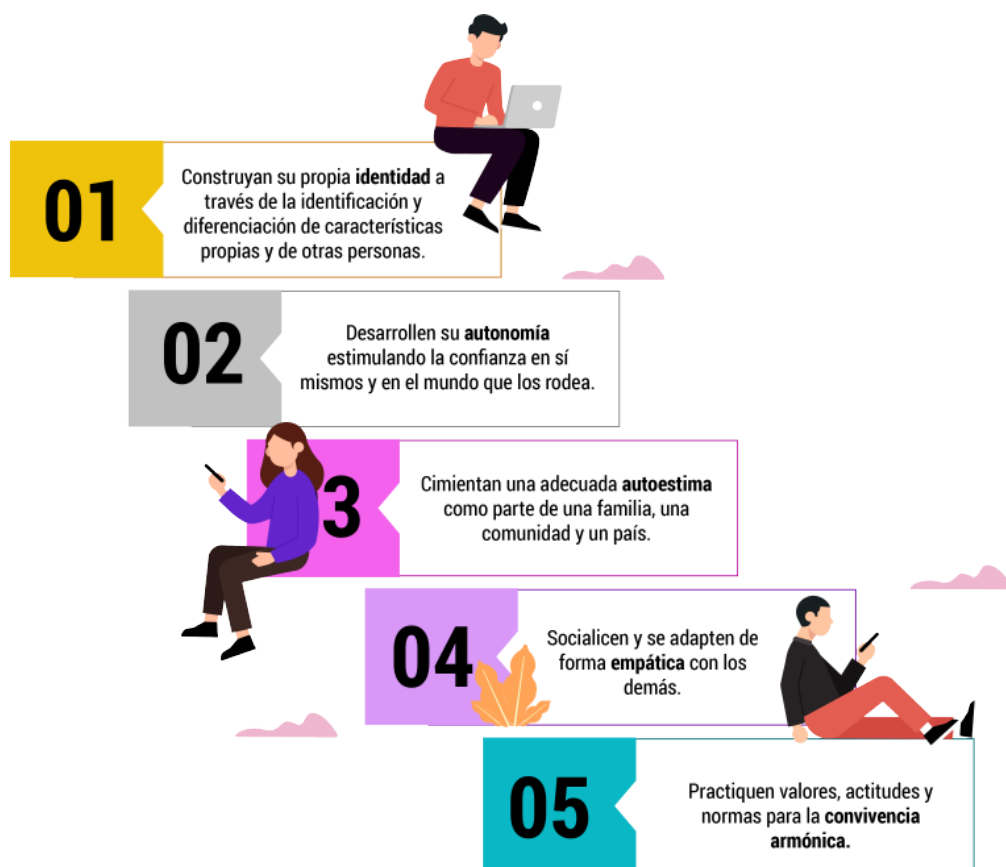 01
Construyan su propia identidad a
través de la identificación y
diferenciación de características
propias y de otras personas.
02
Desarrollen su autonomía
estimulando la confianza en sí
mismos y en el mundo que los rodea.
3
Cimientan una adecuada autoestima
como parte de una familia, una
comunidad y un país.
04
Socialicen y se adapten de
forma empática con los
demás.
05
Practiquen valores, actitudes y
normas para la convivencia
armónica.